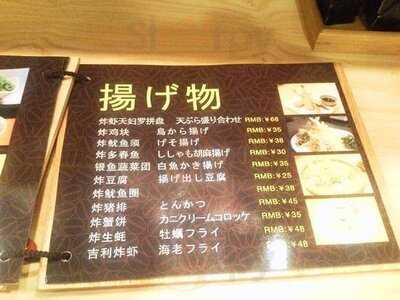 揚げ物
炸虾天妇罗拼盘 天ぷら盛り合わせ RMB:¥68
炸鸡块 鳥から揚げ RMB:¥35
炸鱿鱼须 げそ揚げ RMB:¥38
炸多春鱼 ししゃも胡麻揚げ RMB:¥30
银鱼蔬菜团 白魚かき揚げ RMB:¥35
炸豆腐 揚げ出し豆腐 RMB:¥25
炸鱿鱼圈 RMB:¥38
炸猪排 とんかつ RMB:¥45
炸蟹饼 カニクリームコロッケ RMB:¥35
炸生蚝 牡蠣フライ RMB:¥48
吉利炸虾 海老フライ RMB:¥48